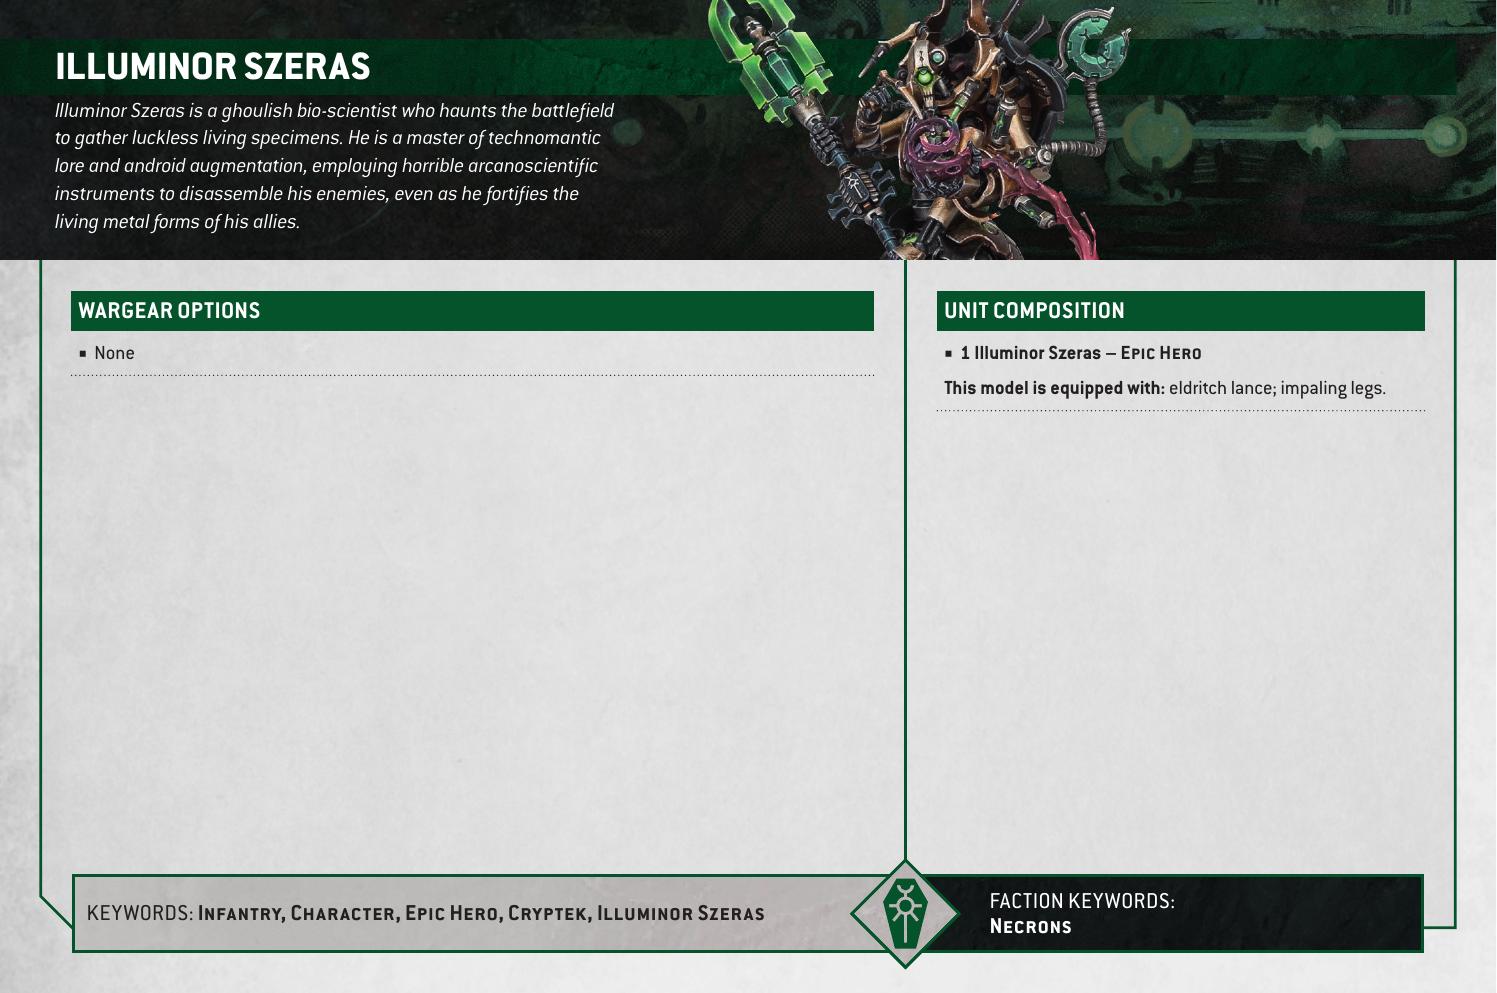 ILLUMINOR SZERAS
Illuminor Szeras is a ghoulish bio-scientist who haunts the battlefield
to gather luckless living specimens. He is a master of technomantic
lore and android augmentation, employing horrible arcanoscientific
instruments to disassemble his enemies, even as he fortifies the
living metal forms of his allies.
WARGEAR OPTIONS
▪ None
UNIT COMPOSITION
▪ 1 Illuminor Szeras – Epic Hero
This model is equipped with: eldritch lance; impaling legs.
KEYWORDS: Infantry, Character, Epic Hero, Cryptek, Illuminor Szeras
FACTION KEYWORDS:
Necrons